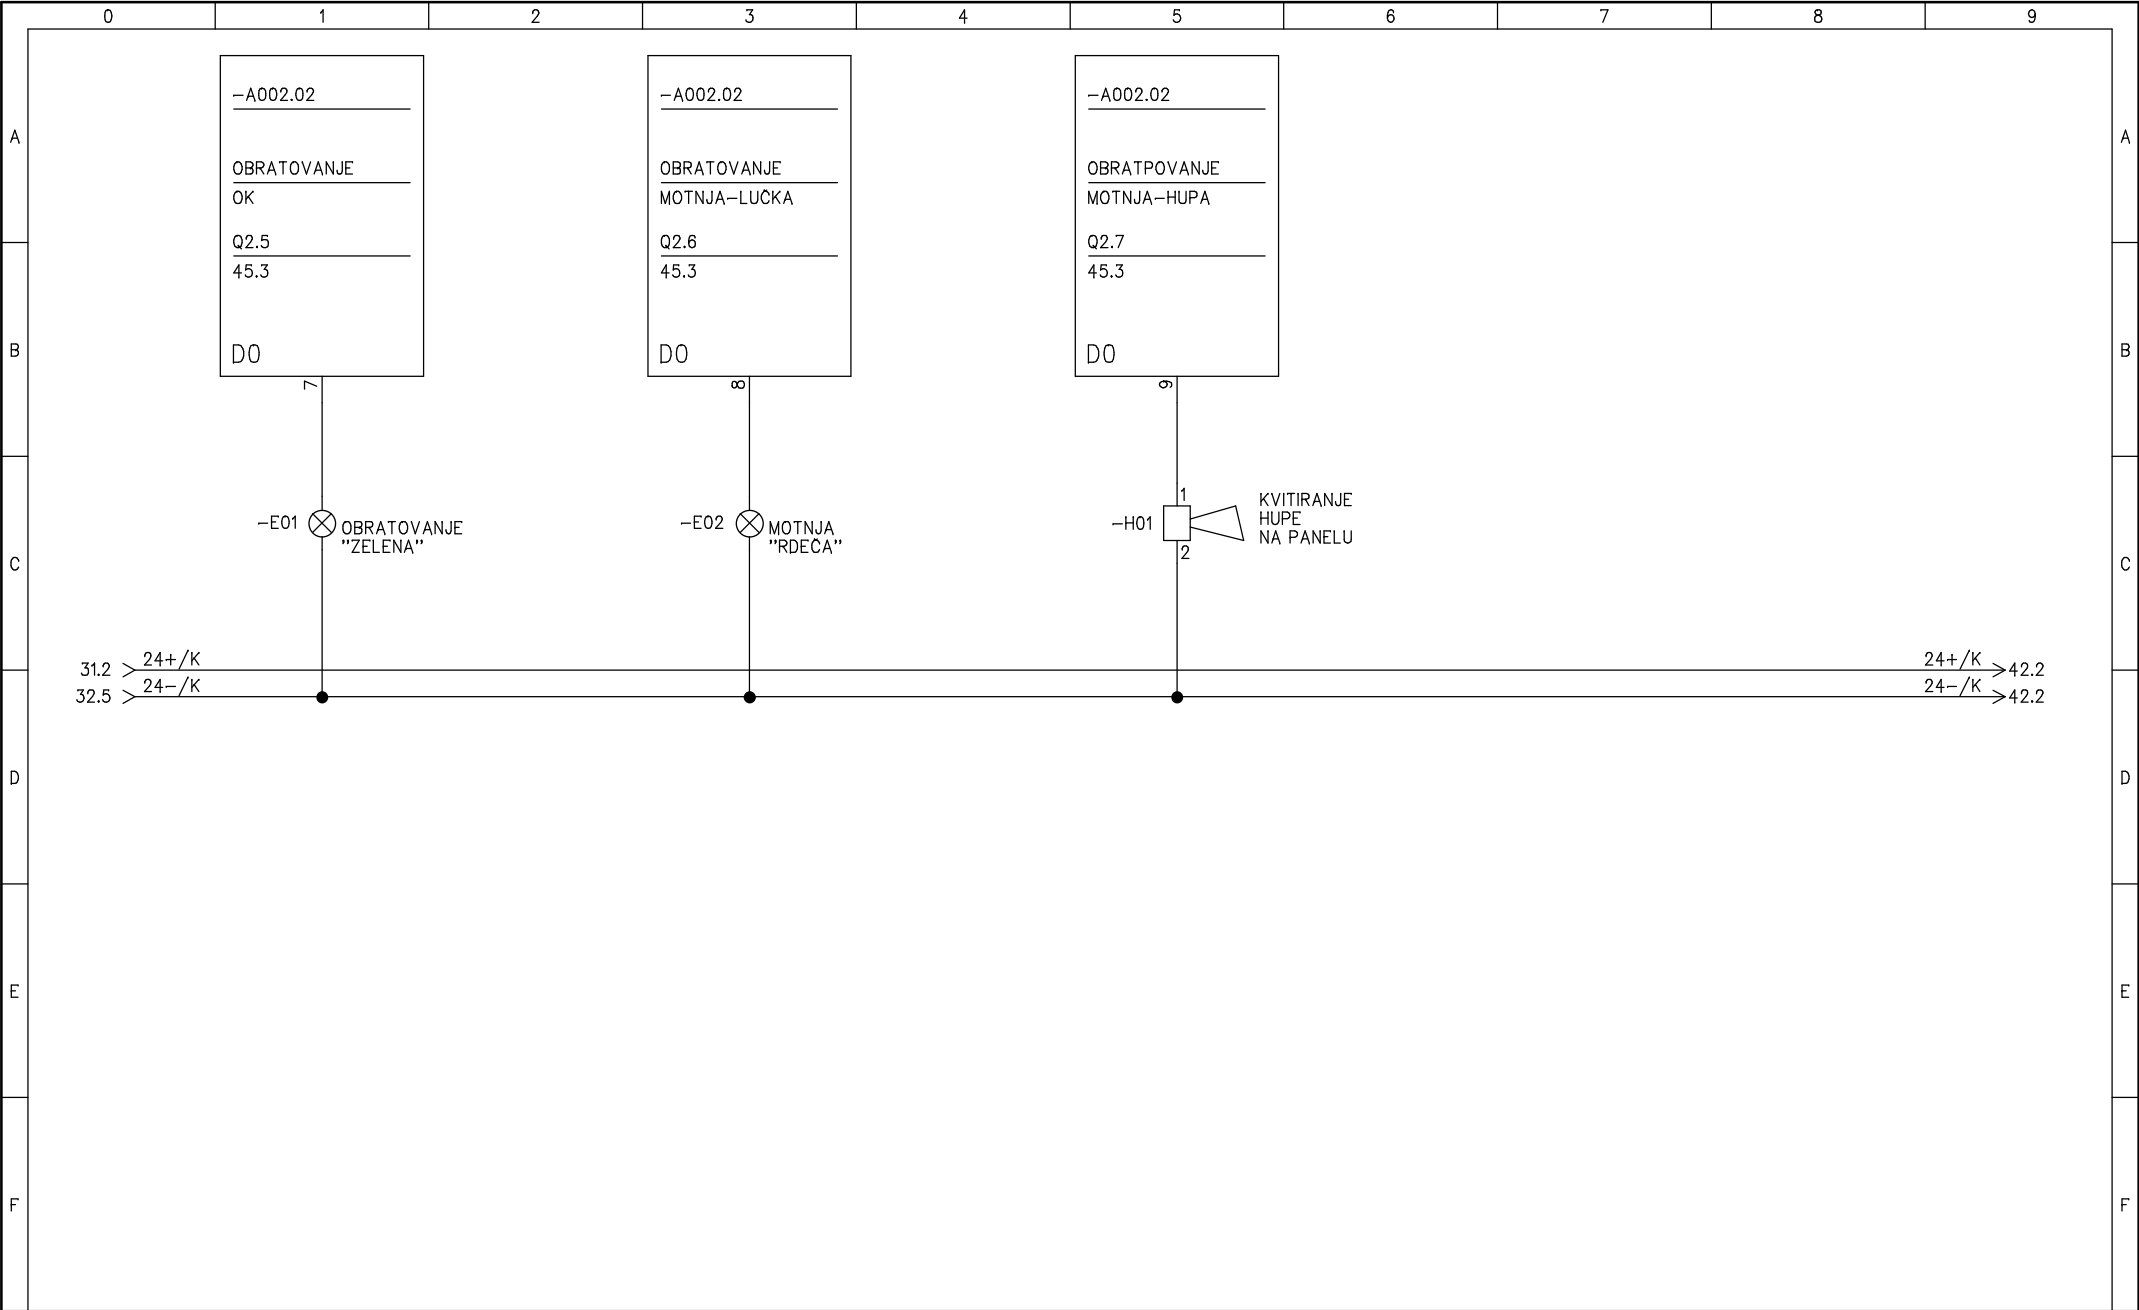 0 1 2 3 4 5 6 7 8 9
A A
B B
C C
D D
E E
F F
-A002.02
OBRATOVANJE
OK
Q2.5
45.3
DO
7
-E01
OBRATOVANJE
"ZELENA"
-A002.02
OBRATOVANJE
MOTNJA-LUČKA
Q2.6
45.3
DO
8
-E02
MOTNJA
"RDEČA"
-A002.02
OBRATPOVANJE
MOTNJA-HUPA
Q2.7
45.3
DO
9
1
-H01
2
KVITIRANJE
HUPE
NA PANELU
31.2 24+/K 24+/K 42.2
32.5 24-/K 24-/K 42.2